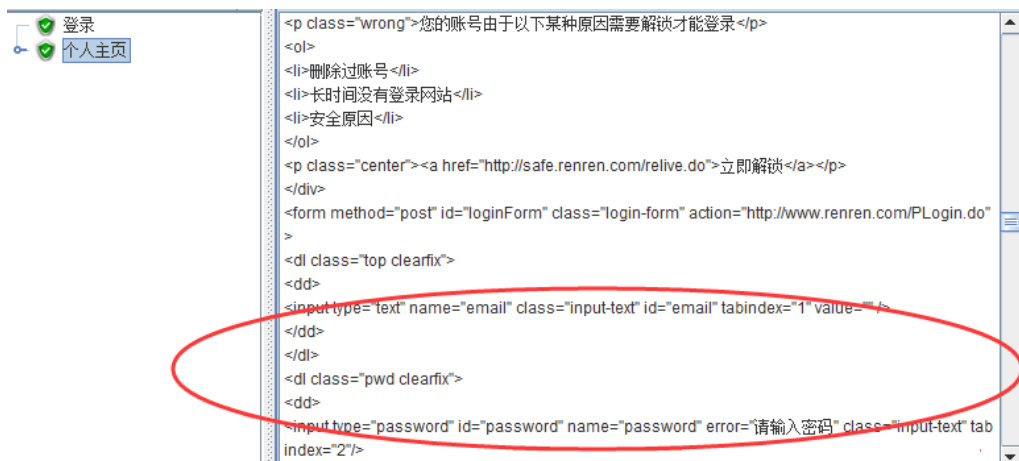 登录
个人主页
<p class="wrong">您的账号由于以下某种原因需要解锁才能登录</p>
<ol>
<li>删除过账号</li>
<li>长时间没有登录网站</li>
<li>安全原因</li>
</ol>
<p class="center"><a href="http://safe.renren.com/relive.do">立即解锁</a></p>
</div>
<form method="post" id="loginForm" class="login-form" action="http://www.renren.com/PLogin.do"
>
<dl class="top clearfix">
<dd>
<input type="text" name="email" class="input-text" id="email" tabindex="1" value="" />
</dd>
</dl>
<dl class="pwd clearfix">
<dd>
<input type="password" id="password" name="password" error="请输入密码" class="input-text" tab
index="2"/>